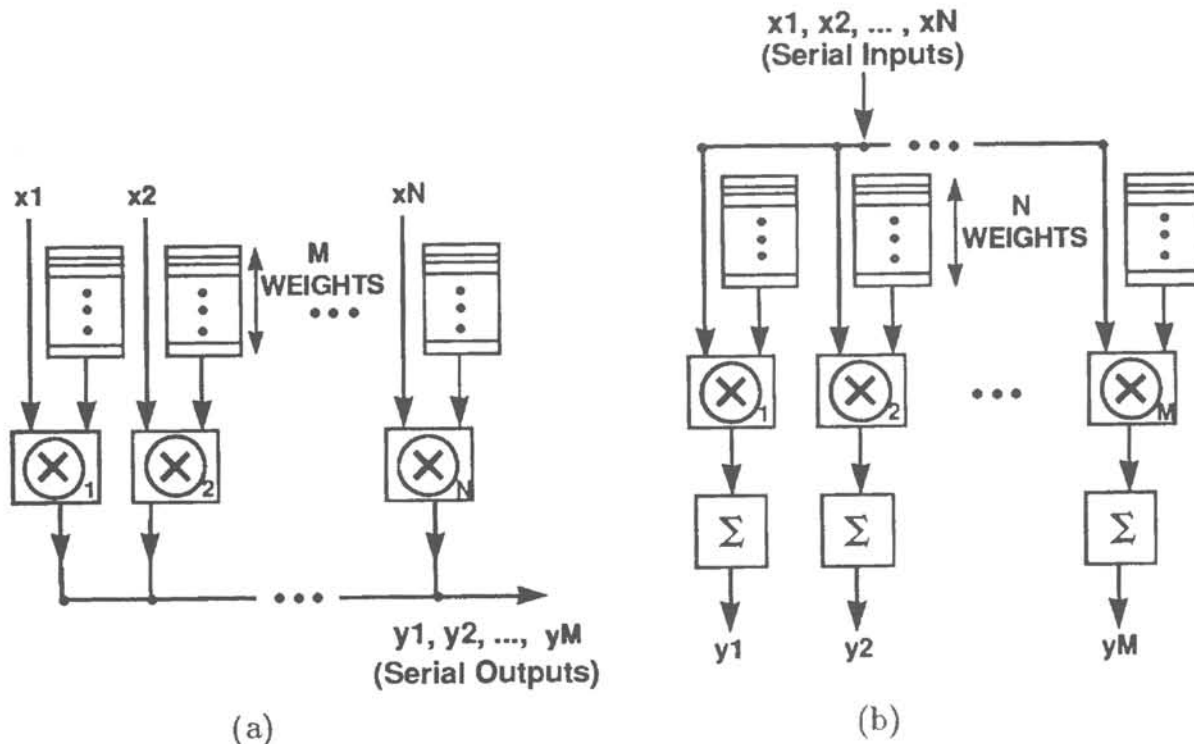 x1 x2 xN
M
WEIGHTS
1 2 N
y1, y2, ..., yM
(Serial Outputs)
(a)
x1, x2, ... , xN
(Serial Inputs)
N
WEIGHTS
1 2 M
Σ Σ Σ
y1 y2 yM
(b)